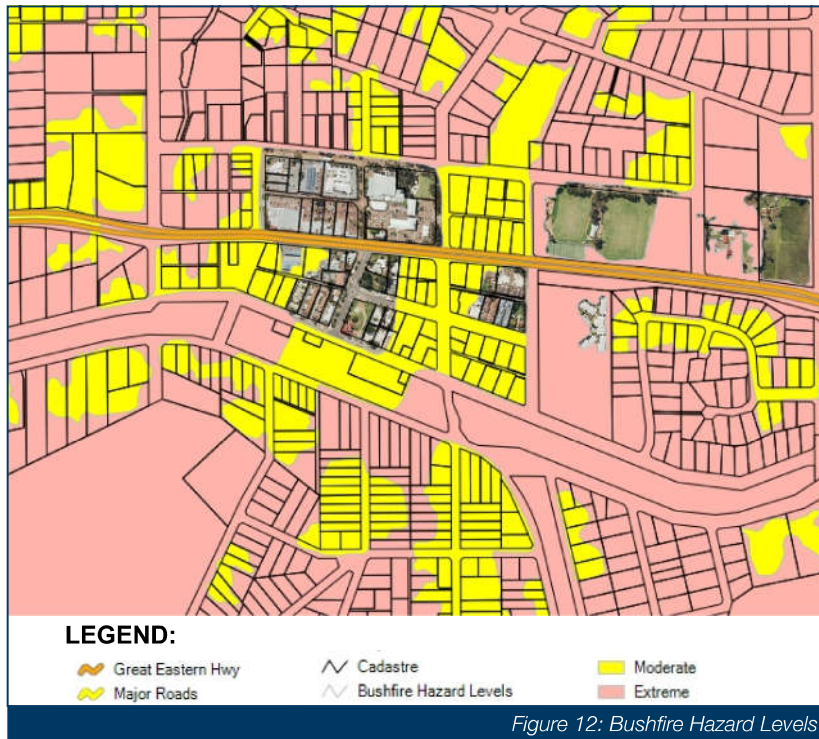 LEGEND:
Great Eastern Hwy
Major Roads
Cadastre
Bushfire Hazard Levels
Moderate
Extreme
Figure 12: Bushfire Hazard Levels